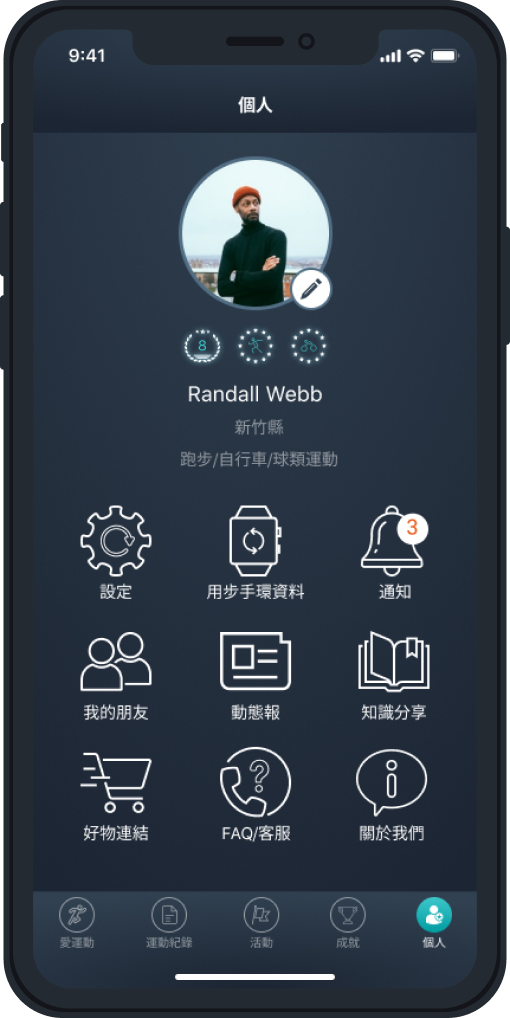 9:41
個人
8
Randall Webb
新竹縣
跑步/自行車/球類運動
3
設定
用步手環資料
通知
我的朋友
動態報
知識分享
?
好物連結
FAQ/客服
關於我們
愛運動
運動紀錄
活動
成就
個人